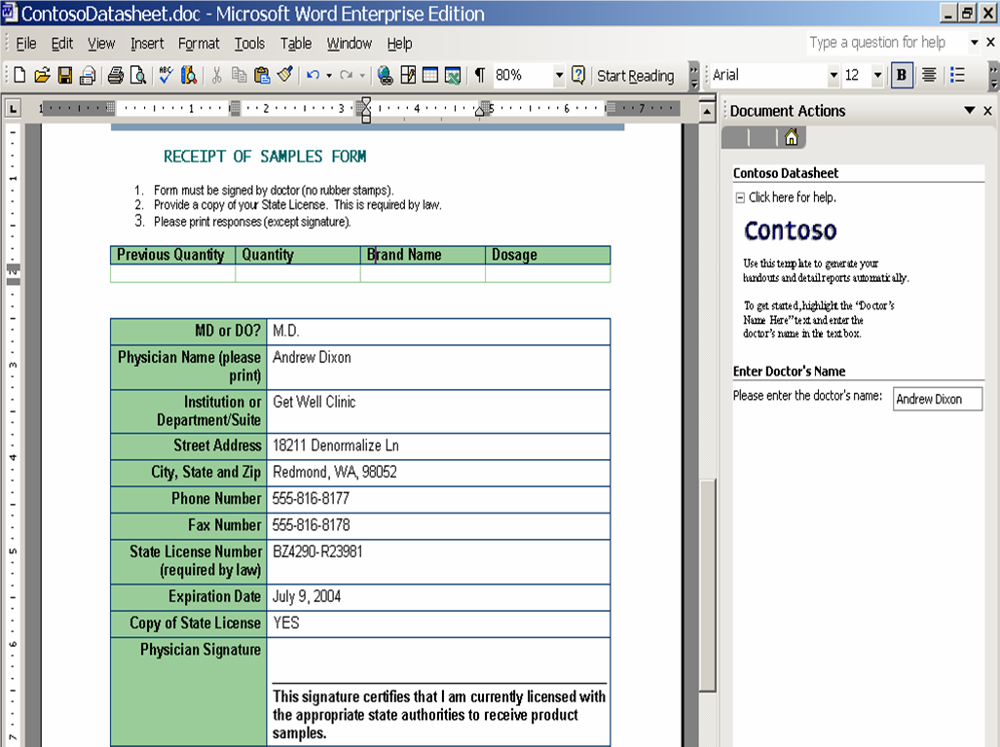 ContosoDatasheet.doc - Microsoft Word Enterprise Edition
File Edit View Insert Format Tools Table Window Help Type a question for help
80% Start Reading Arial 12 B
1 1 2 3 4 5 6 7
Document Actions
Contoso Datasheet
Click here for help.
Contoso
Use this template to generate your
handouts and detail reports automatically.
To get started, highlight the “Doctor’s
Name Here” text and enter the
doctor’s name in the text box.
Enter Doctor's Name
Please enter the doctor's name: Andrew Dixon
RECEIPT OF SAMPLES FORM
1. Form must be signed by doctor (no rubber stamps).
2. Provide a copy of your State License. This is required by law.
3. Please print responses (except signature).
Previous Quantity Quantity Brand Name Dosage
MD or DO? M.D.
Physician Name (please Andrew Dixon
print)
Institution or Get Well Clinic
Department/Suite
Street Address 18211 Denormalize Ln
City, State and Zip Redmond, WA, 98052
Phone Number 555-816-8177
Fax Number 555-816-8178
State License Number BZ4290-R23981
(required by law)
Expiration Date July 9, 2004
Copy of State License YES
Physician Signature
This signature certifies that I am currently licensed with
the appropriate state authorities to receive product
samples.